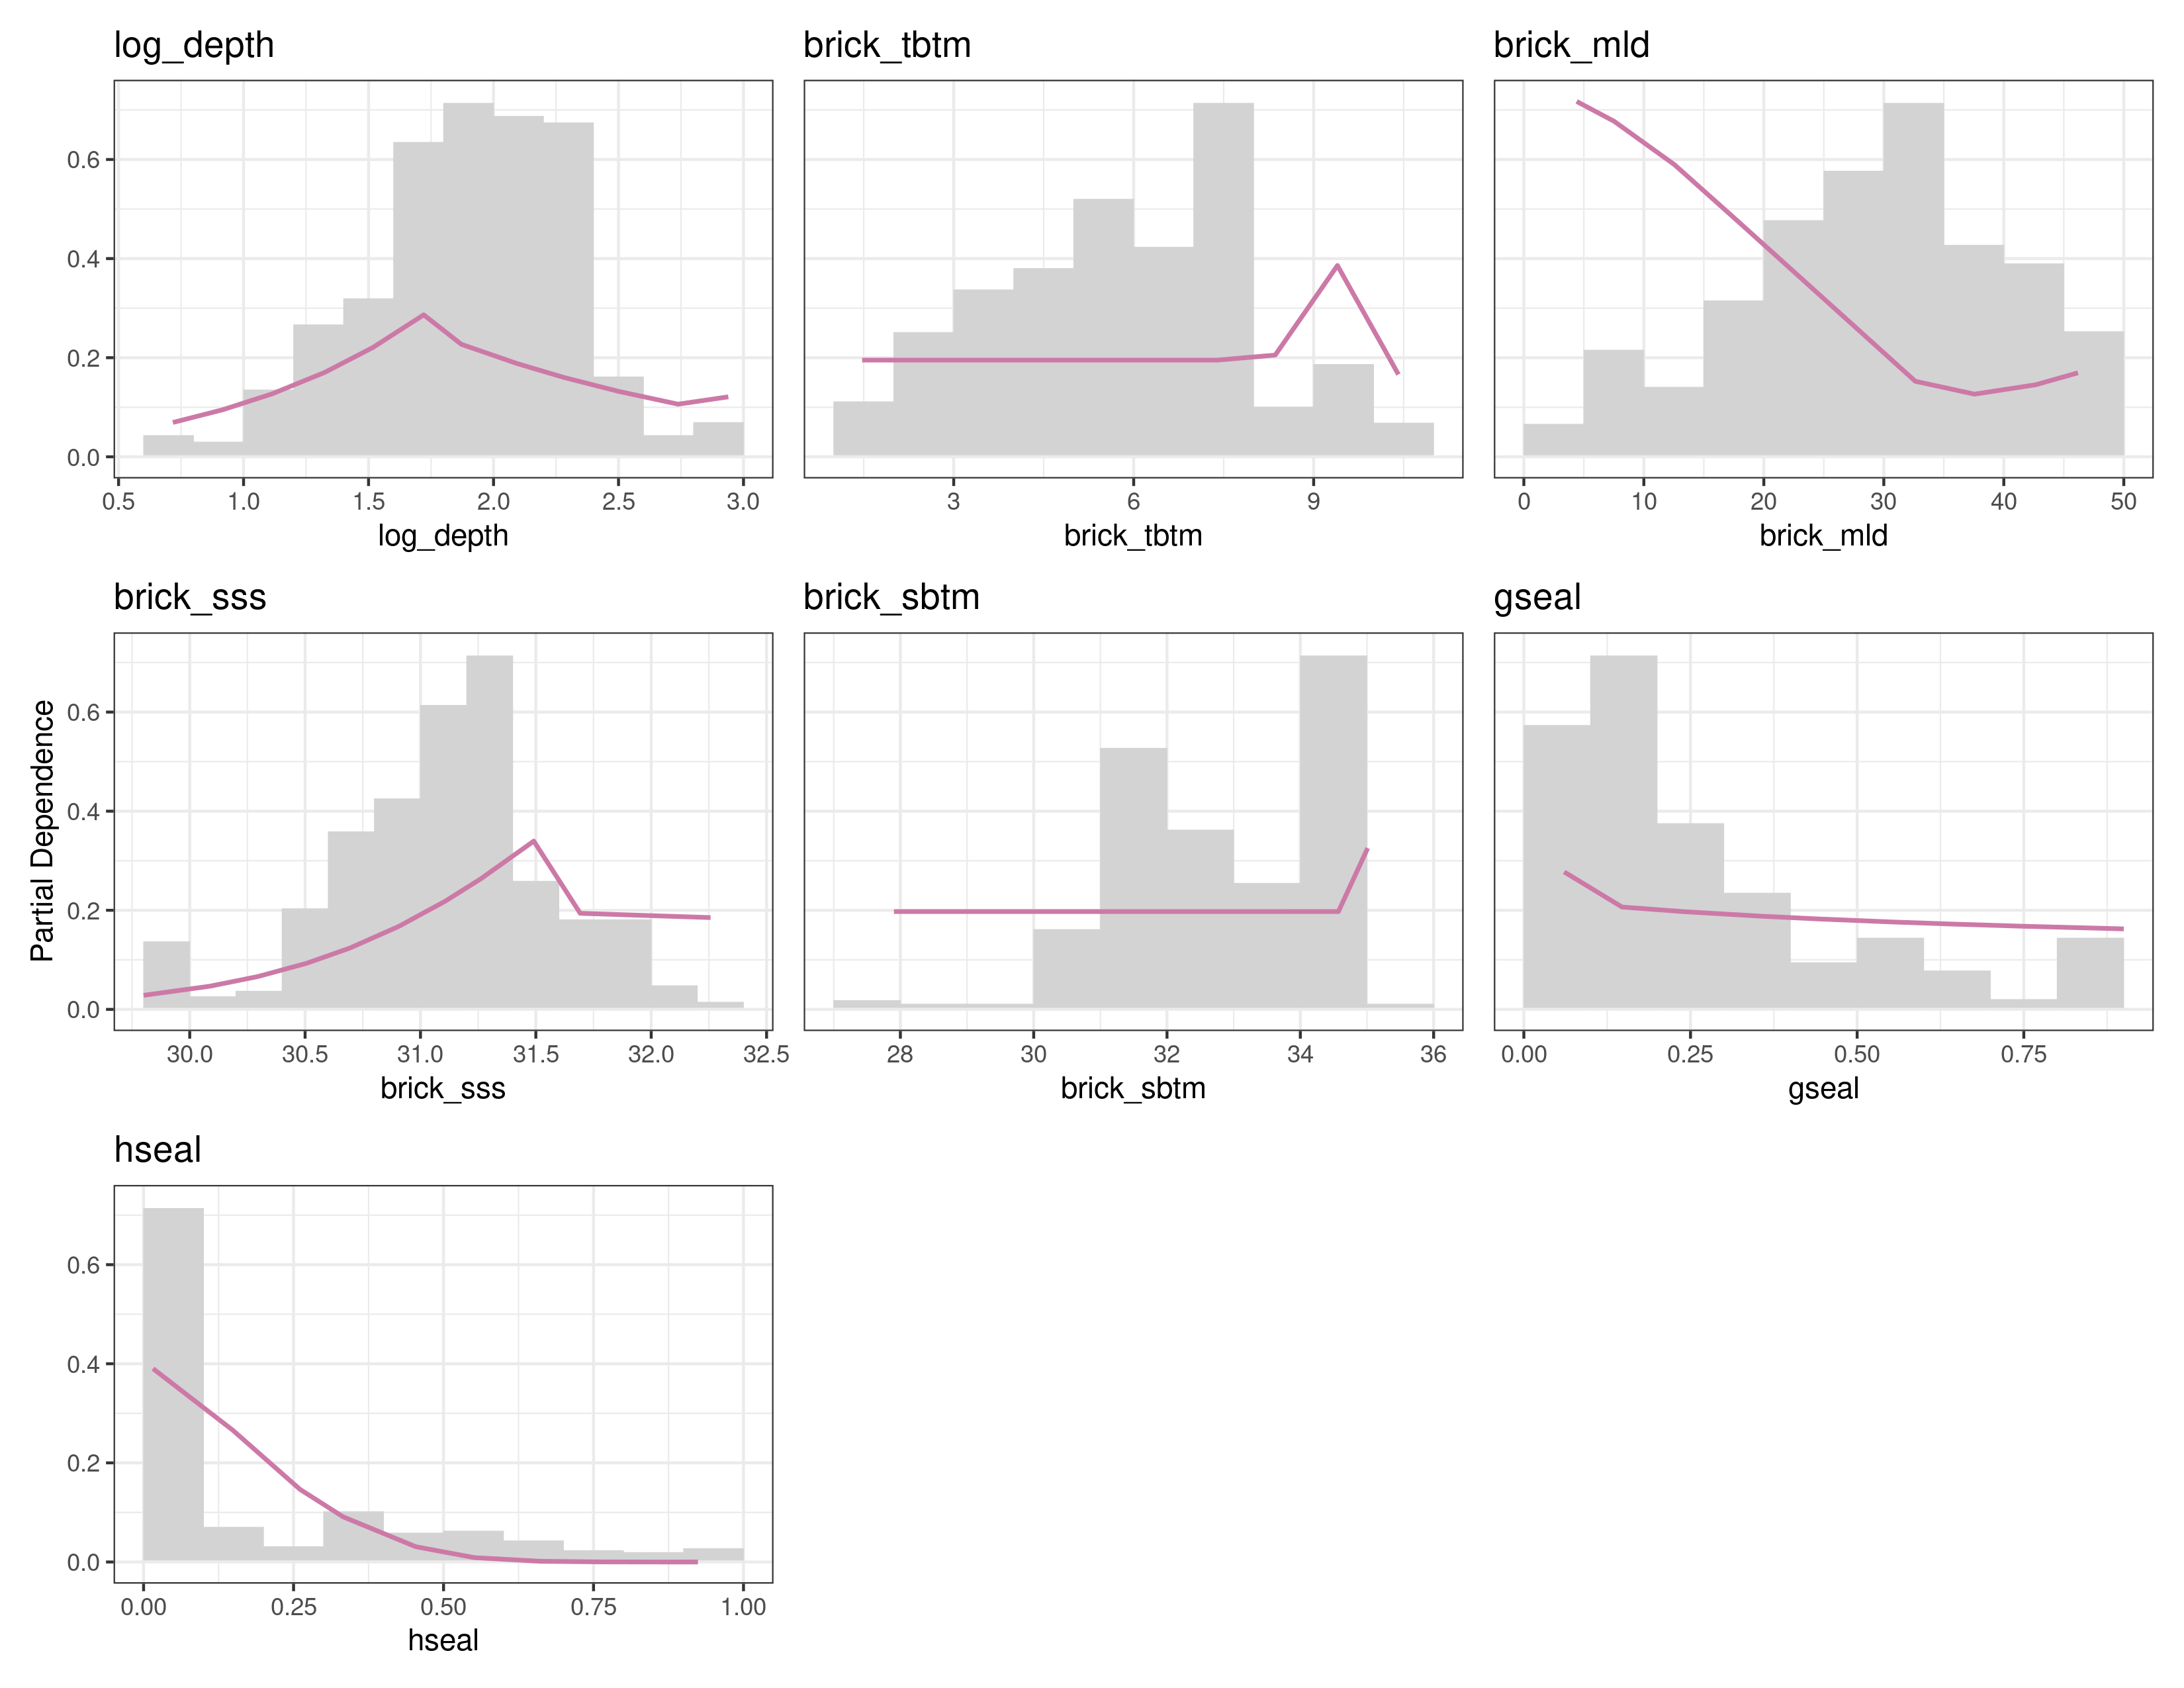 log_depth brick_tbtm brick_mld
0.6
0.4
0.2
0.0
0.5 1.0 1.5 2.0 2.5 3.0 3 6 9 0 10 20 30 40 50
log_depth brick_tbtm brick_mld
brick_sss brick_sbtm gseal
Partial Dependence
0.6
0.4
0.2
0.0
30.0 30.5 31.0 31.5 32.0 32.5 28 30 32 34 36 0.00 0.25 0.50 0.75
brick_sss brick_sbtm gseal
hseal
0.6
0.4
0.2
0.0
0.00 0.25 0.50 0.75 1.00
hseal